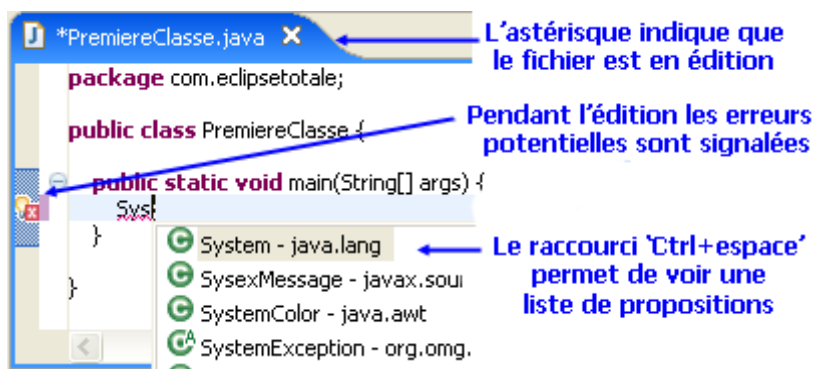 *PremiereClasse.java
L'astérisque indique que
le fichier est en édition
package com.eclipsetotale;
public class PremiereClasse {
Pendant l'édition les erreurs
potentielles sont signalées
public static void main(String[] args) {
Sys
}
}
System - java.lang
SysexMessage - javax.sou
SystemColor - java.awt
SystemException - org.omg.
Le raccourci 'Ctrl+espace'
permet de voir une
liste de propositions